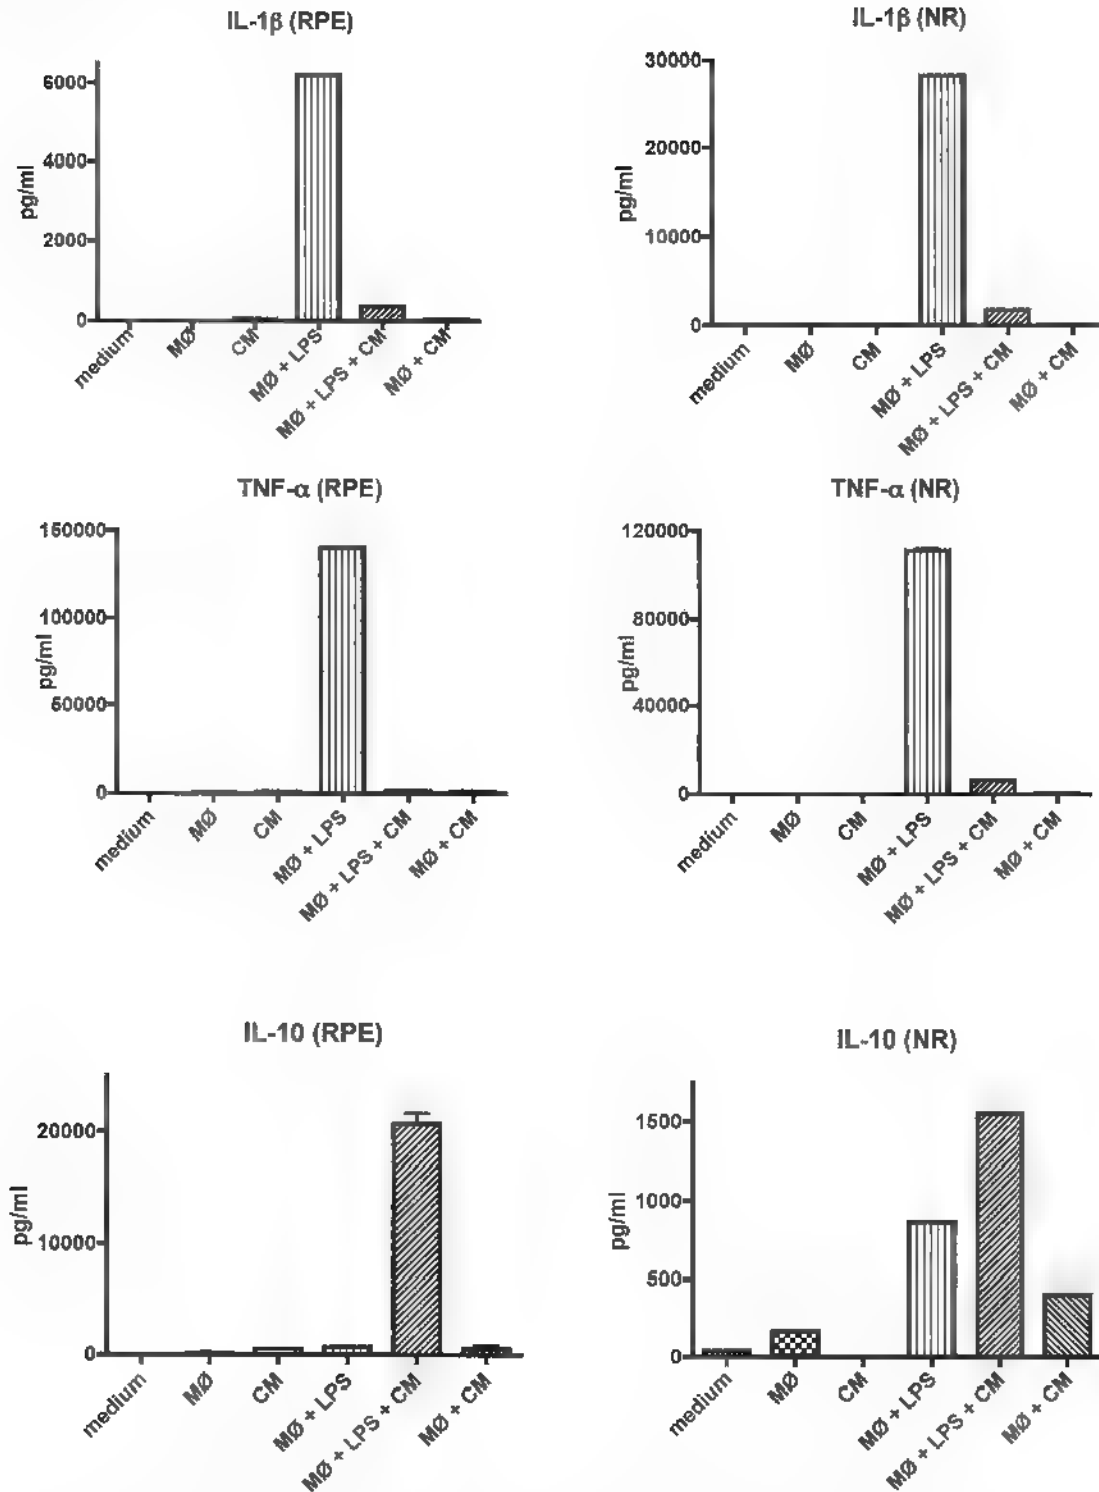 IL-1β (RPE)
pg/ml
6000
4000
2000
0
medium
MØ
CM
MØ + LPS
MØ + LPS + CM
MØ + CM
IL-1β (NR)
pg/ml
30000
20000
10000
0
medium
MØ
CM
MØ + LPS
MØ + LPS + CM
MØ + CM
TNF-α (RPE)
pg/ml
150000
100000
50000
0
medium
MØ
CM
MØ + LPS
MØ + LPS + CM
MØ + CM
TNF-α (NR)
pg/ml
120000
80000
40000
0
medium
MØ
CM
MØ + LPS
MØ + LPS + CM
MØ + CM
IL-10 (RPE)
pg/ml
20000
10000
0
medium
MØ
CM
MØ + LPS
MØ + LPS + CM
MØ + CM
IL-10 (NR)
pg/ml
1500
1000
500
0
medium
MØ
CM
MØ + LPS
MØ + LPS + CM
MØ + CM